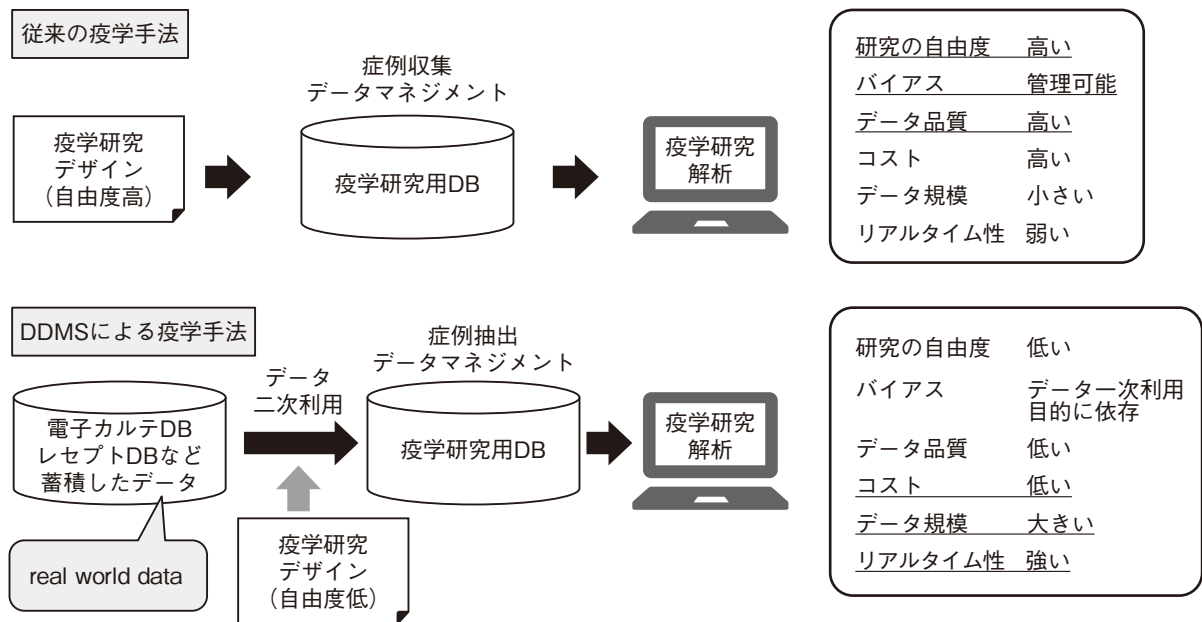 従来の疫学手法
疫学研究
デザイン
（自由度高）
症例収集
データマネジメント
疫学研究用DB
疫学研究
解析
研究の自由度 高い
バイアス 管理可能
データ品質 高い
コスト 高い
データ規模 小さい
リアルタイム性 弱い
DDMSによる疫学手法
電子カルテDB
レセプトDBなど
蓄積したデータ
real world data
データ
二次利用
疫学研究
デザイン
（自由度低）
症例抽出
データマネジメント
疫学研究用DB
疫学研究
解析
研究の自由度 低い
バイアス データ一次利用
目的に依存
データ品質 低い
コスト 低い
データ規模 大きい
リアルタイム性 強い